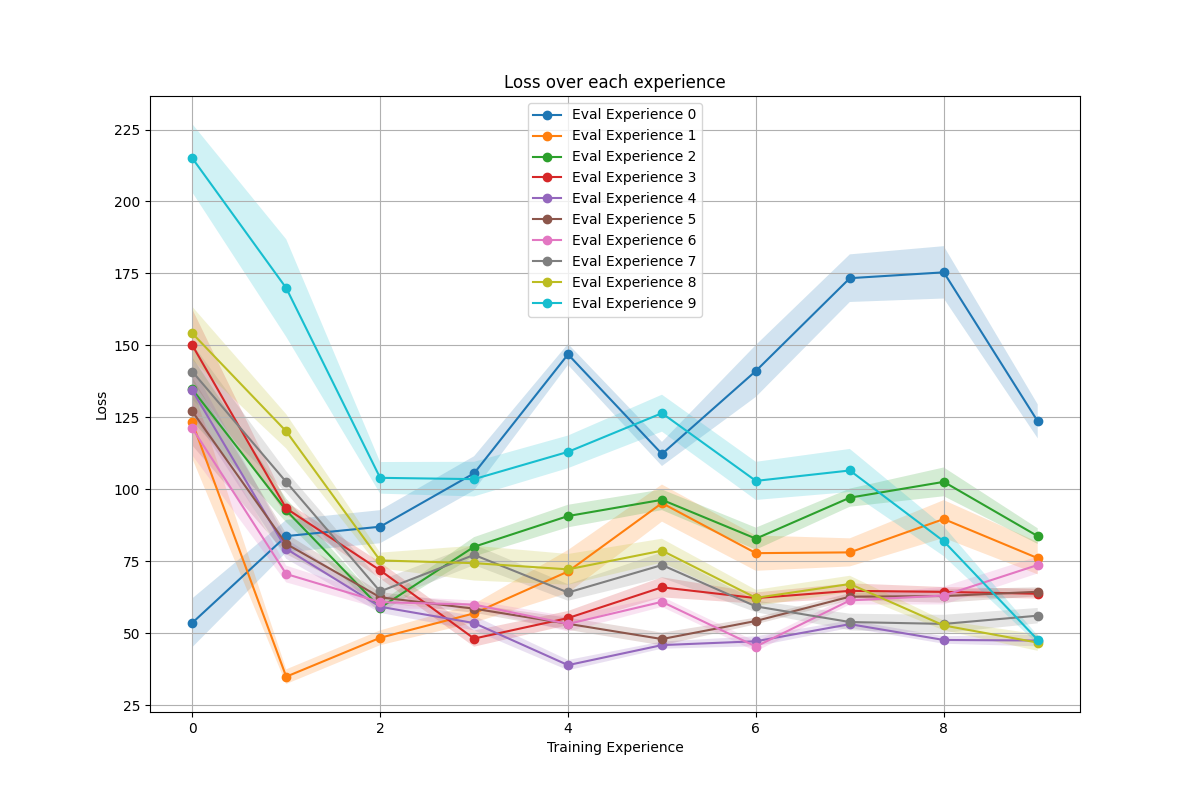 Loss over each experience
Eval Experience 0
Eval Experience 1
Eval Experience 2
Eval Experience 3
Eval Experience 4
Eval Experience 5
Eval Experience 6
Eval Experience 7
Eval Experience 8
Eval Experience 9
225
200
175
150
125
100
75
50
25
Loss
0 2 4 6 8
Training Experience